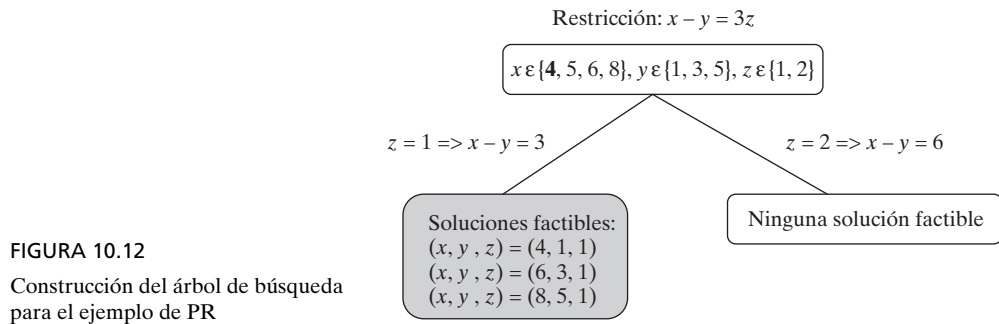 Restricción: x – y = 3z
x ε {4, 5, 6, 8}, y ε {1, 3, 5}, z ε {1, 2}
z = 1 => x – y = 3
z = 2 => x – y = 6
Soluciones factibles:
(x, y , z) = (4, 1, 1)
(x, y , z) = (6, 3, 1)
(x, y , z) = (8, 5, 1)
Ninguna solución factible
FIGURA 10.12
Construcción del árbol de búsqueda
para el ejemplo de PR